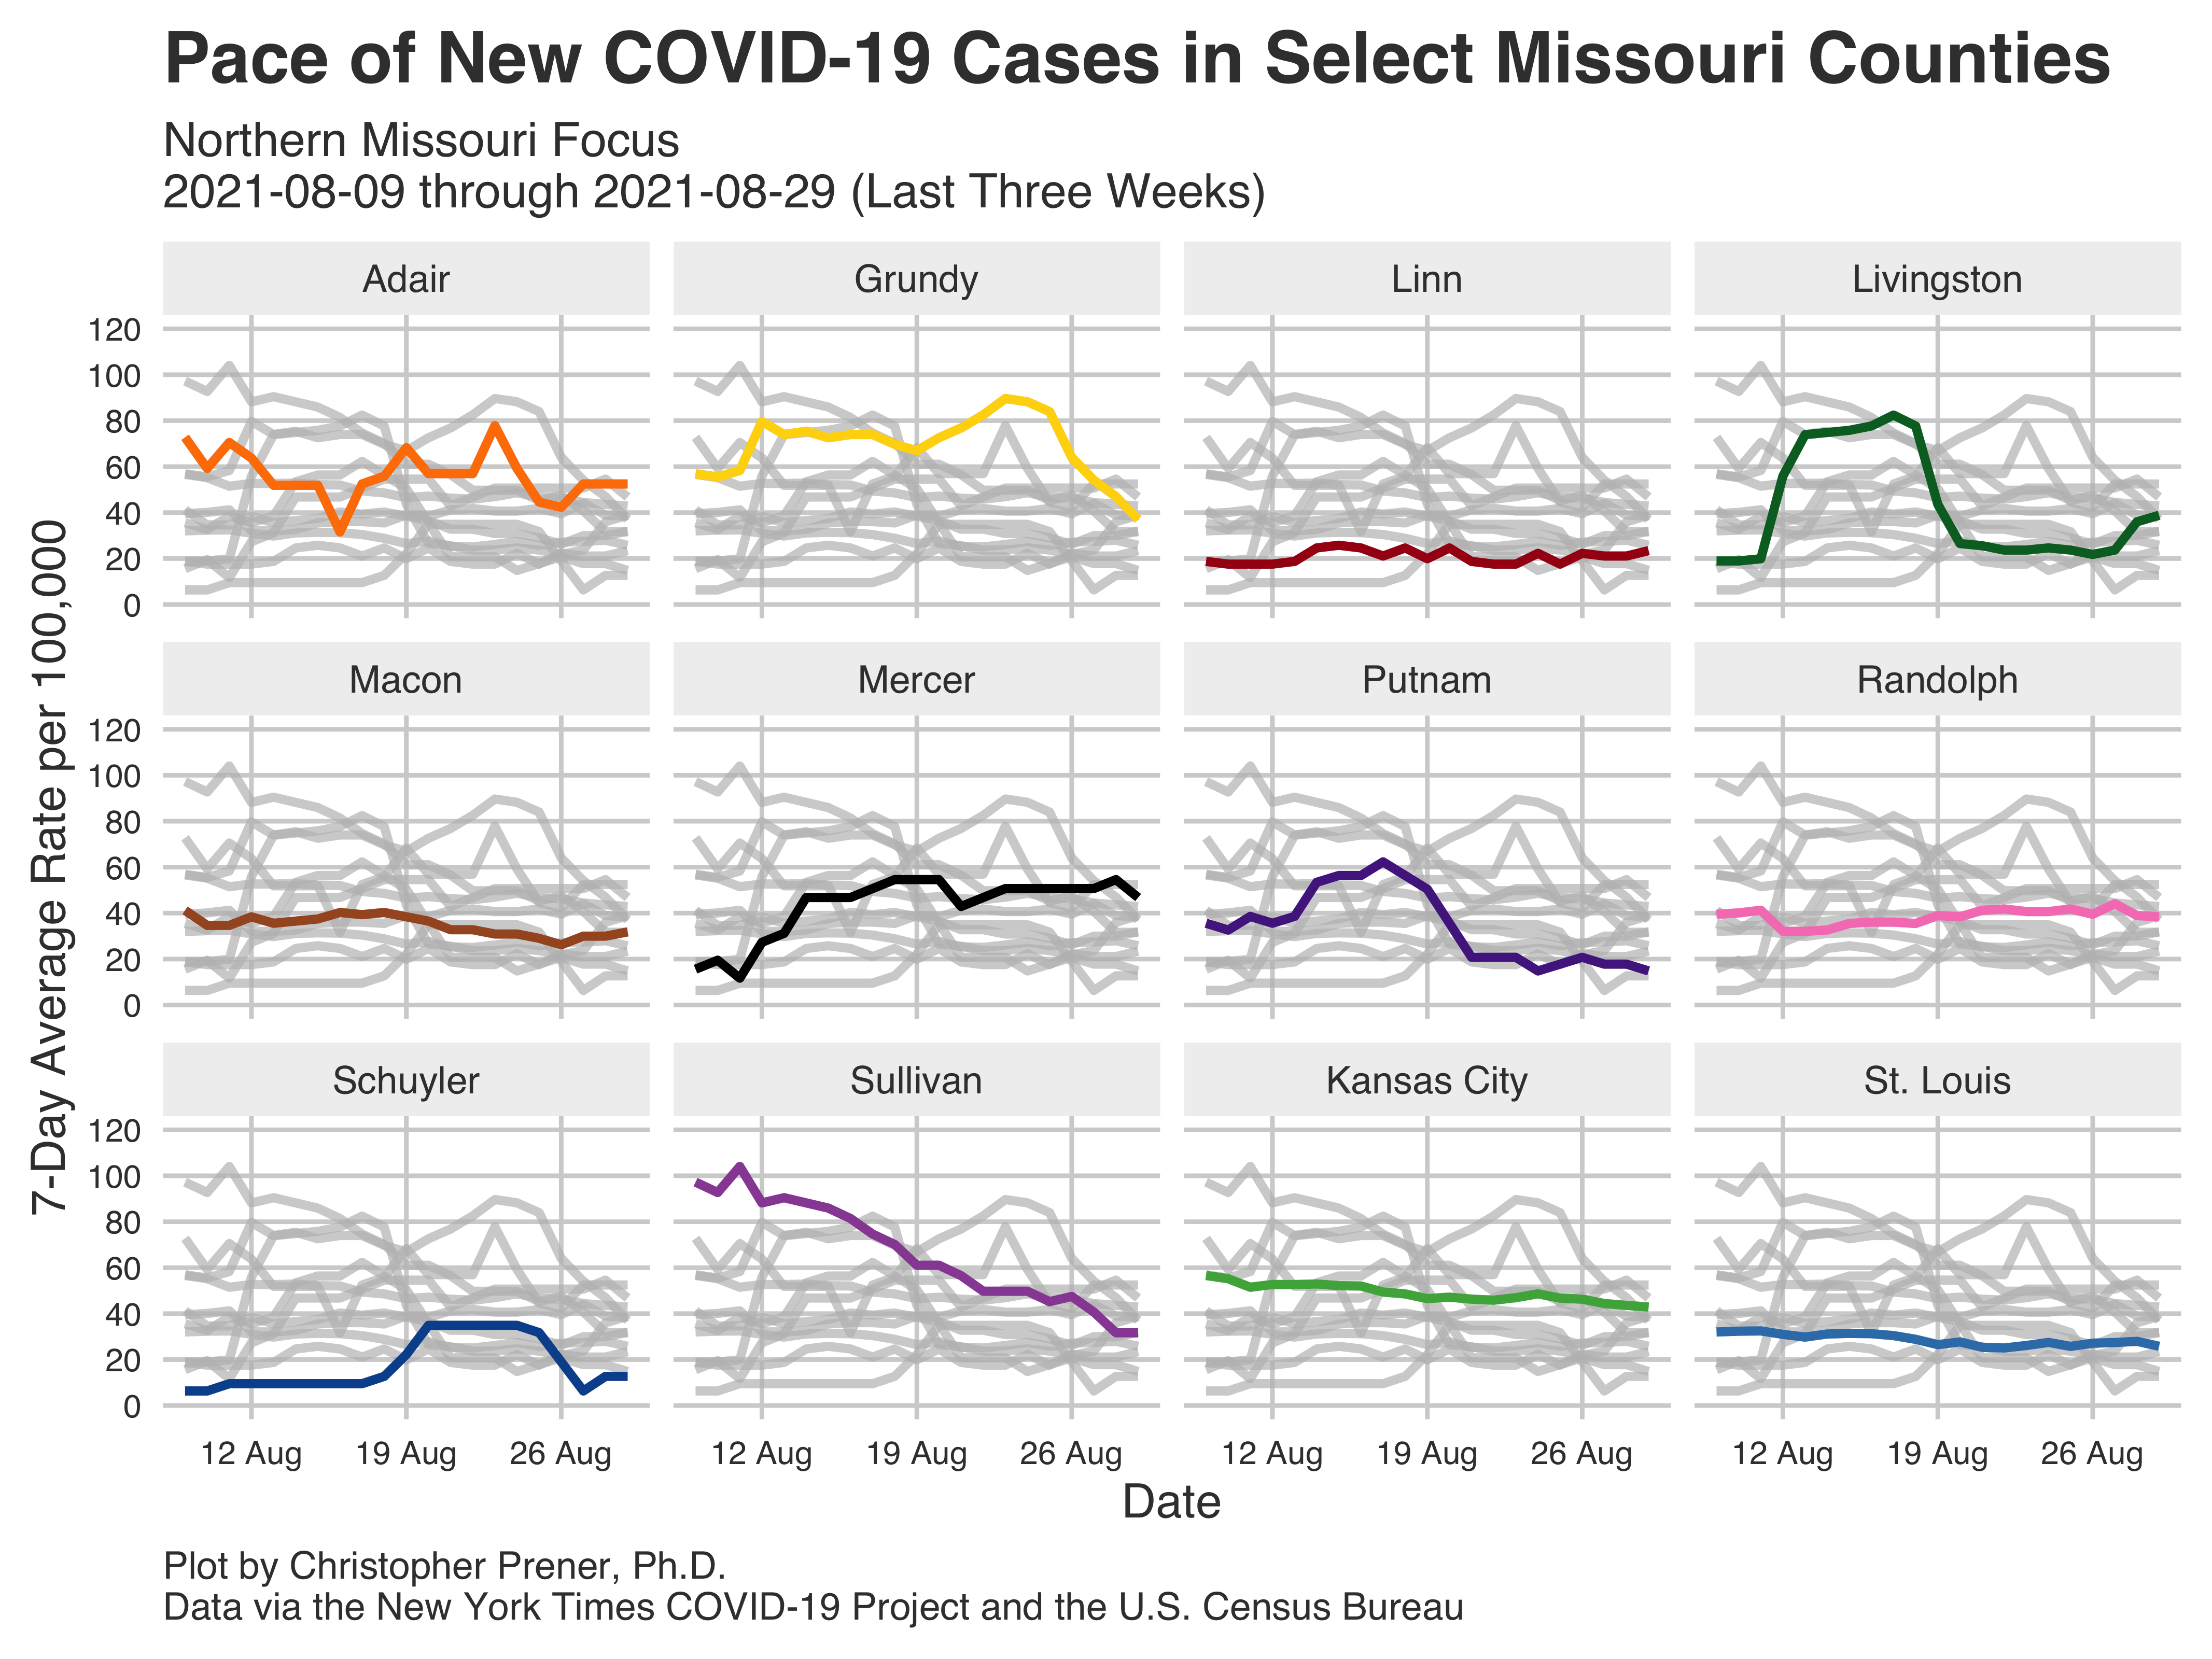 Pace of New COVID-19 Cases in Select Missouri Counties
Northern Missouri Focus
2021-08-09 through 2021-08-29 (Last Three Weeks)
7-Day Average Rate per 100,000
Adair
Grundy
Linn
Livingston
120
100
80
60
40
20
0
Macon
Mercer
Putnam
Randolph
120
100
80
60
40
20
0
Schuyler
Sullivan
Kansas City
St. Louis
120
100
80
60
40
20
0
12 Aug 19 Aug 26 Aug
12 Aug 19 Aug 26 Aug
12 Aug 19 Aug 26 Aug
12 Aug 19 Aug 26 Aug
Date
Plot by Christopher Prener, Ph.D.
Data via the New York Times COVID-19 Project and the U.S. Census Bureau